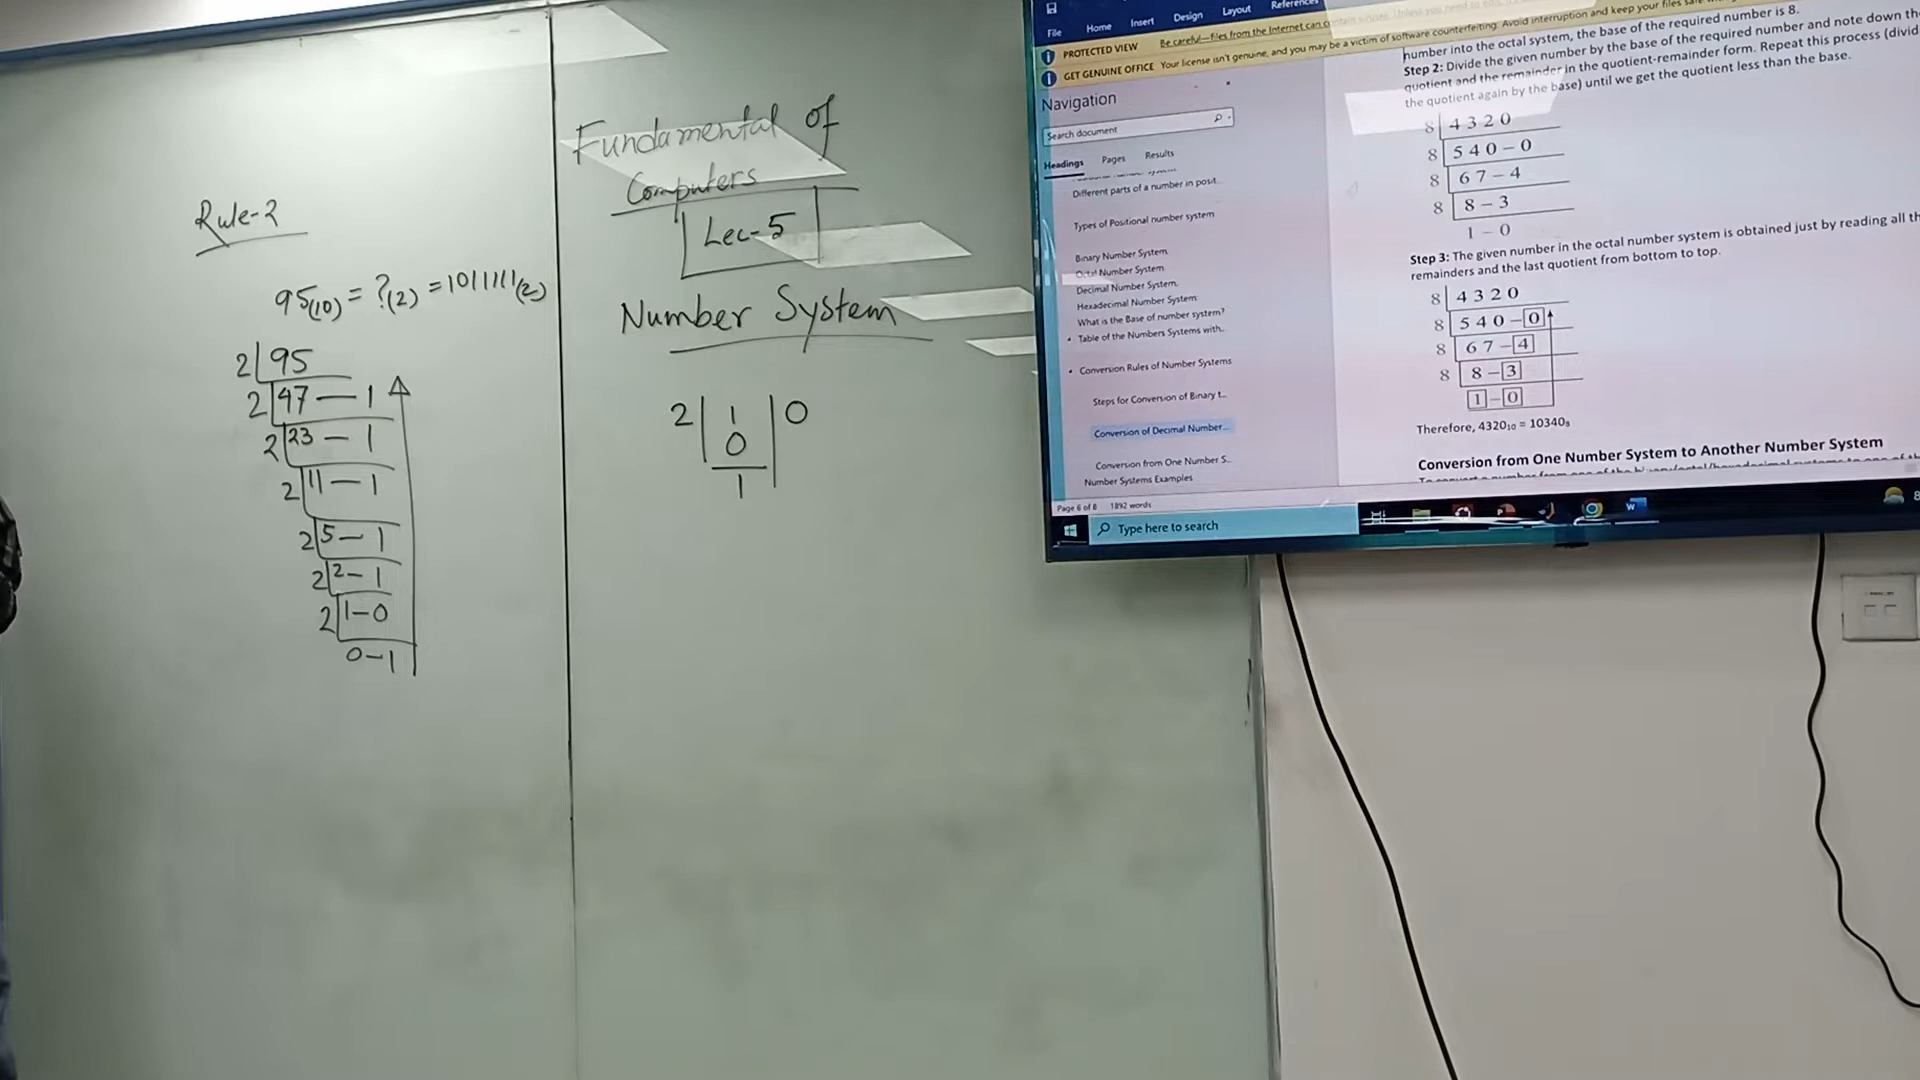 Rule-2
95(10) = ?(2) = 1011111(2)
2 95
2 47 — 1
2 23 — 1
2 11 — 1
2 5 — 1
2 2 — 1
2 1 — 0
0 — 1
Fundamental of
Computers
Lec-5
Number System
2 1 0
0
1
File Home Insert Design Layout References
PROTECTED VIEW Be careful—files from the Internet can contain viruses. Unless you need to
GET GENUINE OFFICE Your license isn't genuine, and you may be a victim of software counterfeiting. Avoid interruption and keep your files safe
Navigation
Search document
Headings Pages Results
Different parts of a number in posit...
Types of Positional number system
Binary Number System
Octal Number System
Decimal Number System
Hexadecimal Number System
What is the Base of number system?
Table of the Numbers Systems with...
Conversion Rules of Number Systems
Steps for Conversion of Binary t...
Conversion of Decimal Number...
Conversion from One Number S...
Number Systems Examples
number into the octal system, the base of the required number is 8.
Step 2: Divide the given number by the base of the required number and note down th
quotient and the remainder in the quotient-remainder form. Repeat this process (divid
the quotient again by the base) until we get the quotient less than the base.
8 4 3 2 0
8 5 4 0 – 0
8 6 7 – 4
8 8 – 3
1 – 0
Step 3: The given number in the octal number system is obtained just by reading all th
remainders and the last quotient from bottom to top.
8 4 3 2 0
8 5 4 0 – 0
8 6 7 – 4
8 8 – 3
1 – 0
Therefore, 4320₁₀ = 10340₈
Conversion from One Number System to Another Number System
Page 6 of 8 1892 words
Type here to search